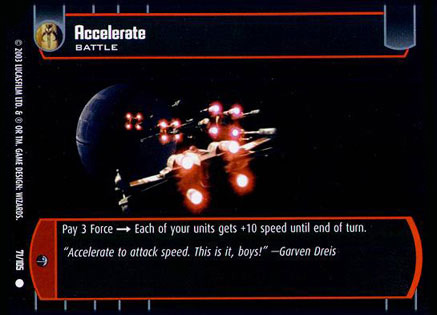 Accelerate
BATTLE
Pay 3 Force → Each of your units gets +10 speed until end of turn.
“Accelerate to attack speed. This is it, boys!” —Garven Dreis
© 2003 LUCASFILM LTD. & ® OR TM. GAME DESIGN: WIZARDS.
71/105